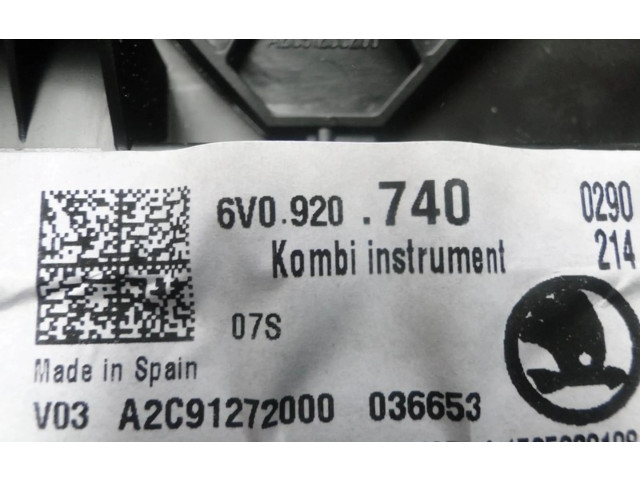 6V0.920 .740 0290
Kombi instrument 214
07S
Made in Spain
V03 A2C91272000 036653